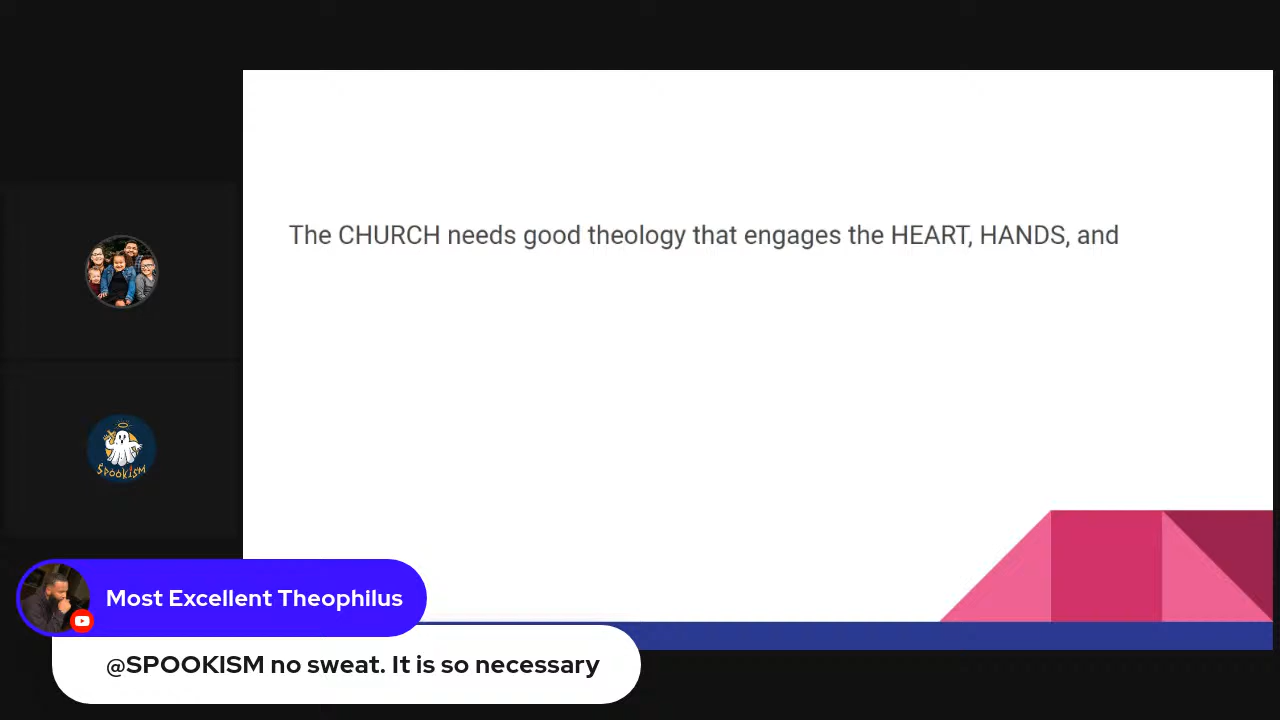 The CHURCH needs good theology that engages the HEART, HANDS, and
SPOOKISM
Most Excellent Theophilus
@SPOOKISM no sweat. It is so necessary